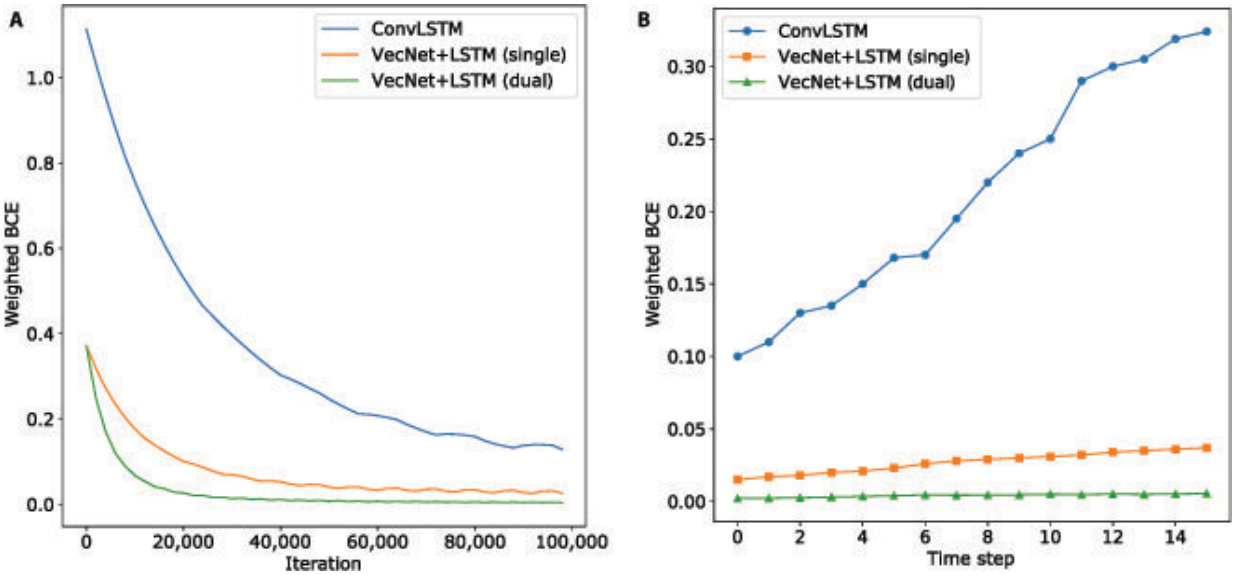 A
ConvLSTM
VecNet+LSTM (single)
VecNet+LSTM (dual)
1.0
0.8
0.6
0.4
0.2
0.0
Weighted BCE
0 20,000 40,000 60,000 80,000 100,000
Iteration
B
ConvLSTM
VecNet+LSTM (single)
VecNet+LSTM (dual)
0.30
0.25
0.20
0.15
0.10
0.05
0.00
Weighted BCE
0 2 4 6 8 10 12 14
Time step